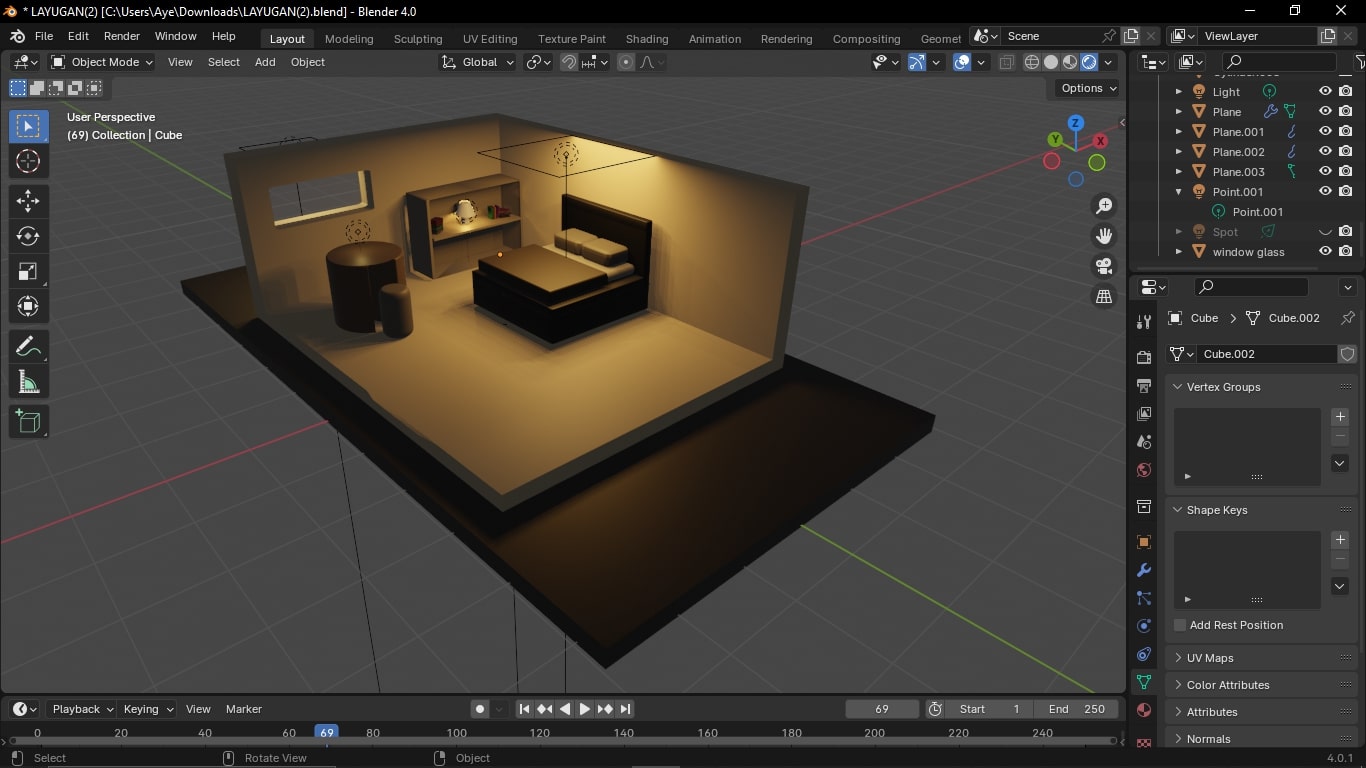 * LAYUGAN(2) [C:\Users\Aye\Downloads\LAYUGAN(2).blend] - Blender 4.0
File Edit Render Window Help
Layout Modeling Sculpting UV Editing Texture Paint Shading Animation Rendering Compositing Geomet
Scene
ViewLayer
Object Mode View Select Add Object
Global
Options
User Perspective
(69) Collection | Cube
Z
Y
X
Light
Plane
Plane.001
Plane.002
Plane.003
Point.001
Point.001
Spot
window glass
Cube > Cube.002
Cube.002
Vertex Groups
Shape Keys
Add Rest Position
UV Maps
Color Attributes
Attributes
Normals
Playback Keying View Marker
69
Start 1
End 250
0 20 40 60 69 80 100 120 140 160 180 200 220 240
Select Rotate View Object
4.0.1